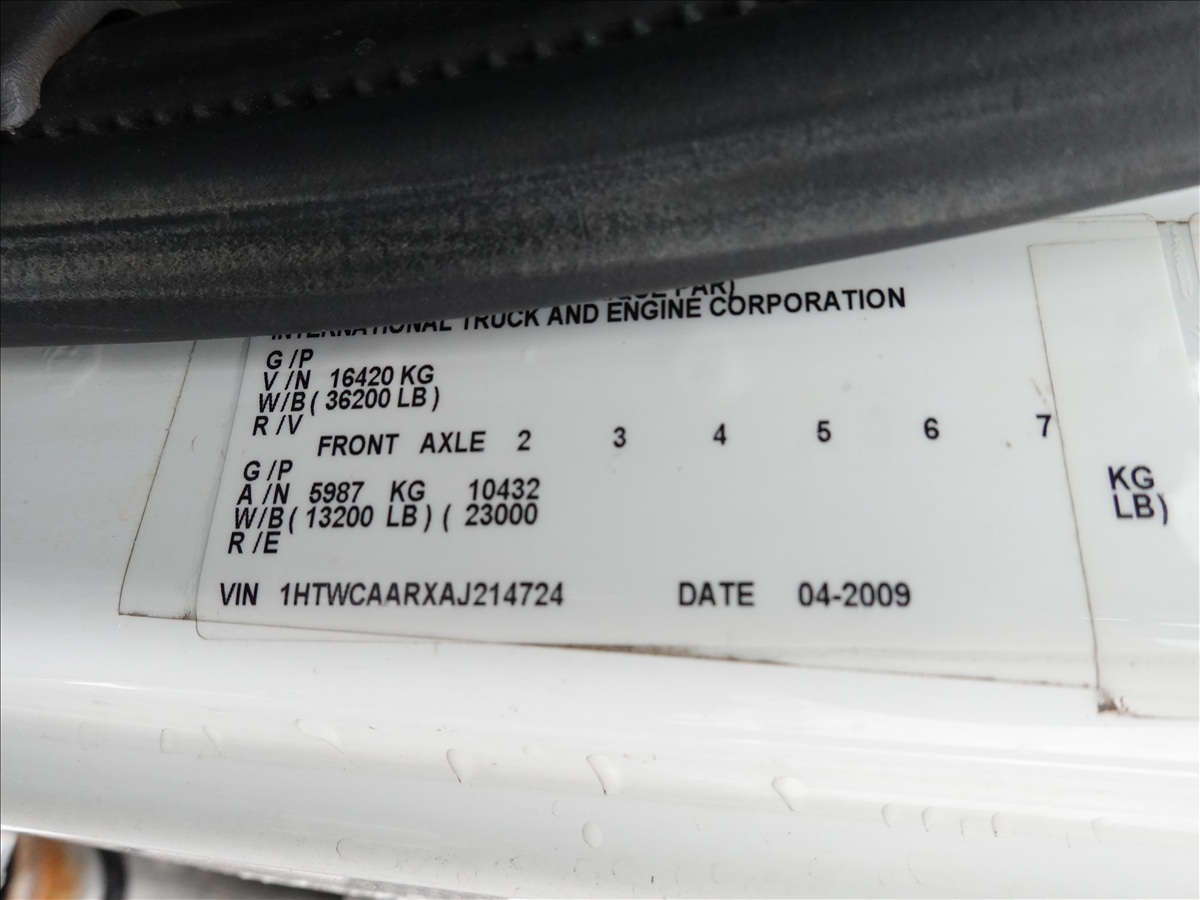 INTERNATIONAL TRUCK AND ENGINE CORPORATION
G/P
V/N 16420 KG
W/B ( 36200 LB )
R/V
FRONT AXLE 2 3 4 5 6 7
G/P
A/N 5987 KG 10432 KG
W/B ( 13200 LB ) ( 23000 LB)
R/E
VIN 1HTWCAARXAJ214724 DATE 04-2009